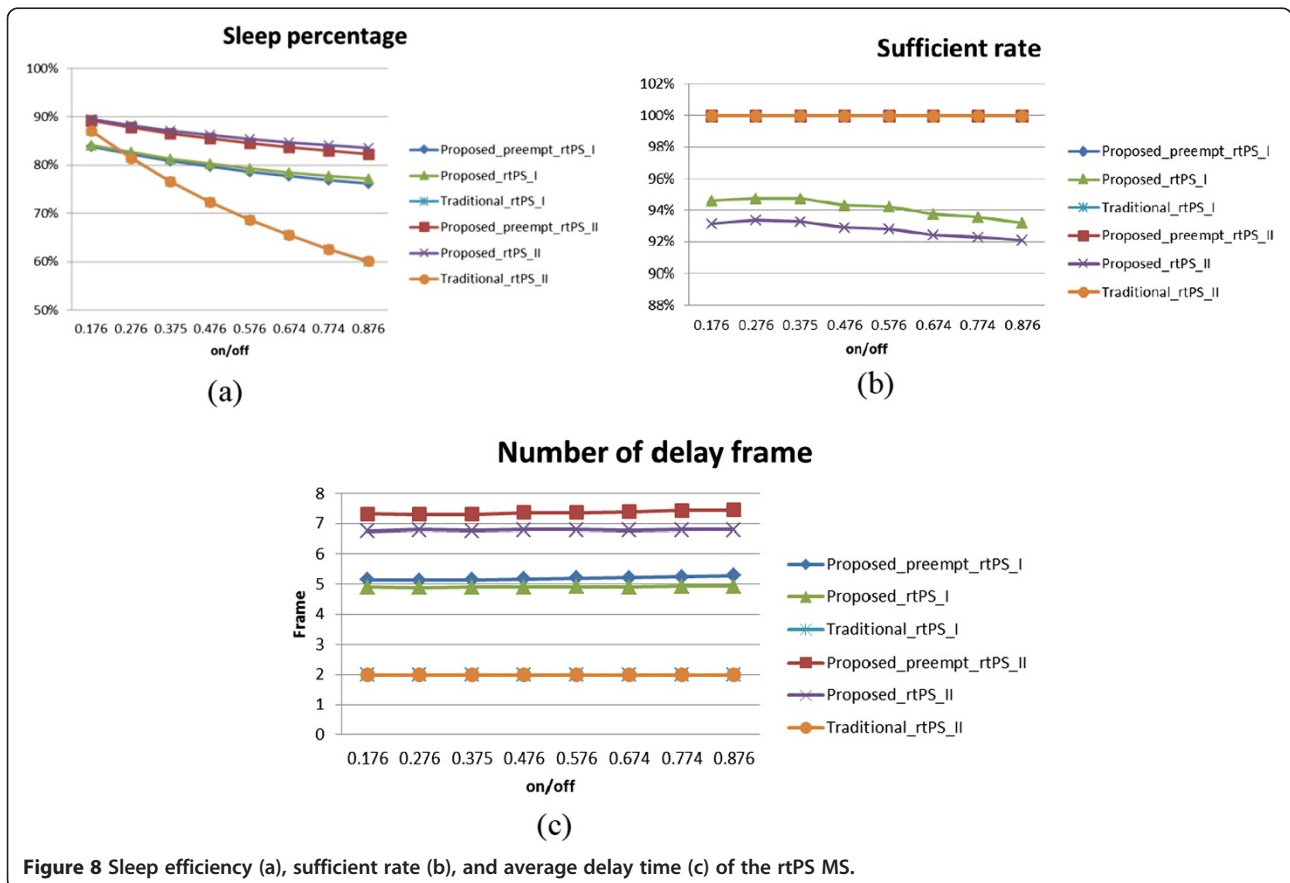 Sleep percentage
100%
90%
80%
70%
60%
50%
0.176 0.276 0.375 0.476 0.576 0.674 0.774 0.876
on/off
Proposed_preempt_rtPS_I
Proposed_rtPS_I
Traditional_rtPS_I
Proposed_preempt_rtPS_II
Proposed_rtPS_II
Traditional_rtPS_II
(a)
Sufficient rate
102%
100%
98%
96%
94%
92%
90%
88%
0.176 0.276 0.375 0.476 0.576 0.674 0.774 0.876
on/off
Proposed_preempt_rtPS_I
Proposed_rtPS_I
Traditional_rtPS_I
Proposed_preempt_rtPS_II
Proposed_rtPS_II
Traditional_rtPS_II
(b)
Number of delay frame
Frame
8
7
6
5
4
3
2
1
0
0.176 0.276 0.375 0.476 0.576 0.674 0.774 0.876
on/off
Proposed_preempt_rtPS_I
Proposed_rtPS_I
Traditional_rtPS_I
Proposed_preempt_rtPS_II
Proposed_rtPS_II
Traditional_rtPS_II
(c)
Figure 8 Sleep efficiency (a), sufficient rate (b), and average delay time (c) of the rtPS MS.